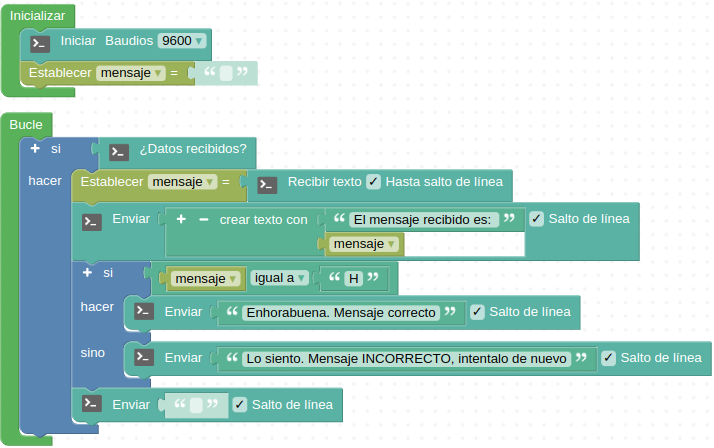 Inicializar
Iniciar Baudios 9600
Establecer mensaje = “ ”
Bucle
+ si ¿Datos recibidos?
hacer Establecer mensaje = Recibir texto ✓ Hasta salto de línea
Enviar + − crear texto con “ El mensaje recibido es: ” ✓ Salto de línea
mensaje
+ si mensaje igual a “ H ”
hacer Enviar “ Enhorabuena. Mensaje correcto ” ✓ Salto de línea
sino Enviar “ Lo siento. Mensaje INCORRECTO, intentalo de nuevo ” ✓ Salto de línea
Enviar “ ” ✓ Salto de línea